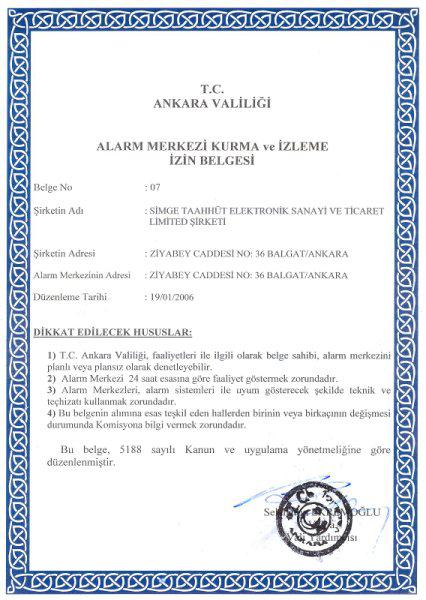 T.C.
ANKARA VALİLİĞİ
ALARM MERKEZİ KURMA ve İZLEME
İZİN BELGESİ
Belge No : 07
Şirketin Adı : SİMGE TAAHHÜT ELEKTRONİK SANAYİ VE TİCARET
LİMİTED ŞİRKETİ
Şirketin Adresi : ZİYABEY CADDESİ NO: 36 BALGAT/ANKARA
Alarm Merkezinin Adresi : ZİYABEY CADDESİ NO: 36 BALGAT/ANKARA
Düzenleme Tarihi : 19/01/2006
DİKKAT EDİLECEK HUSUSLAR:
1) T.C. Ankara Valiliği, faaliyetleri ile ilgili olarak belge sahibi, alarm merkezini
planlı veya plansız olarak denetleyebilir.
2) Alarm Merkezi 24 saat esasına göre faaliyet göstermek zorundadır.
3) Alarm Merkezleri, alarm sistemleri ile uyum gösterecek şekilde teknik ve
teçhizatı kullanmak zorundadır.
4) Bu belgenin alımına esas teşkil eden hallerden birinin veya birkaçının değişmesi
durumunda Komisyona bilgi vermek zorundadır.
Bu belge, 5188 sayılı Kanun ve uygulama yönetmeliğine göre
düzenlenmiştir.
EKREMOĞLU
Vali Yardımcısı
T.C.
ANKARA